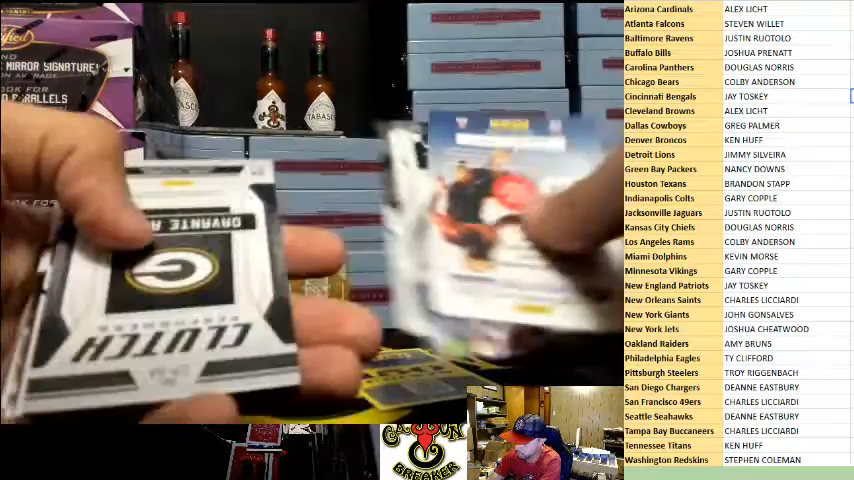 MIRROR SIGNATURE!
TABASCO
DAVANTE A
G
CLUTCH
PERFORMERS
CAJUN
BREAKER
Arizona Cardinals ALEX LICHT
Atlanta Falcons STEVEN WILLET
Baltimore Ravens JUSTIN RUOTOLO
Buffalo Bills JOSHUA PRENATT
Carolina Panthers DOUGLAS NORRIS
Chicago Bears COLBY ANDERSON
Cincinnati Bengals JAY TOSKEY
Cleveland Browns ALEX LICHT
Dallas Cowboys GREG PALMER
Denver Broncos KEN HUFF
Detroit Lions JIMMY SILVEIRA
Green Bay Packers NANCY DOWNS
Houston Texans BRANDON STAPP
Indianapolis Colts GARY COPPLE
Jacksonville Jaguars JUSTIN RUOTOLO
Kansas City Chiefs DOUGLAS NORRIS
Los Angeles Rams COLBY ANDERSON
Miami Dolphins KEVIN MORSE
Minnesota Vikings GARY COPPLE
New England Patriots JAY TOSKEY
New Orleans Saints CHARLES LICCIARDI
New York Giants JOHN GONSALVES
New York Jets JOSHUA CHEATWOOD
Oakland Raiders AMY BRUNS
Philadelphia Eagles TY CLIFFORD
Pittsburgh Steelers TROY RIGGENBACH
San Diego Chargers DEANNE EASTBURY
San Francisco 49ers CHARLES LICCIARDI
Seattle Seahawks DEANNE EASTBURY
Tampa Bay Buccaneers CHARLES LICCIARDI
Tennessee Titans KEN HUFF
Washington Redskins STEPHEN COLEMAN